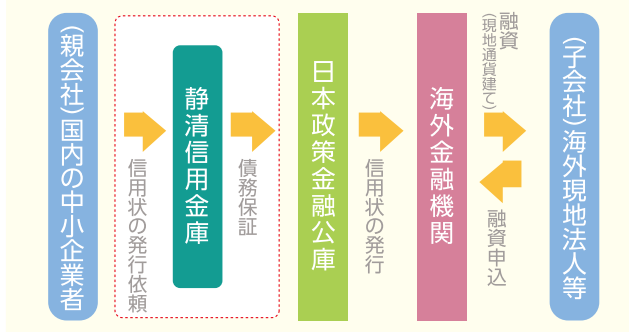 (親会社)国内の中小企業者
信用状の発行依頼
静清信用金庫
債務保証
日本政策金融公庫
信用状の発行
海外金融機関
融資
(現地通貨建て)
融資申込
(子会社)海外現地法人等